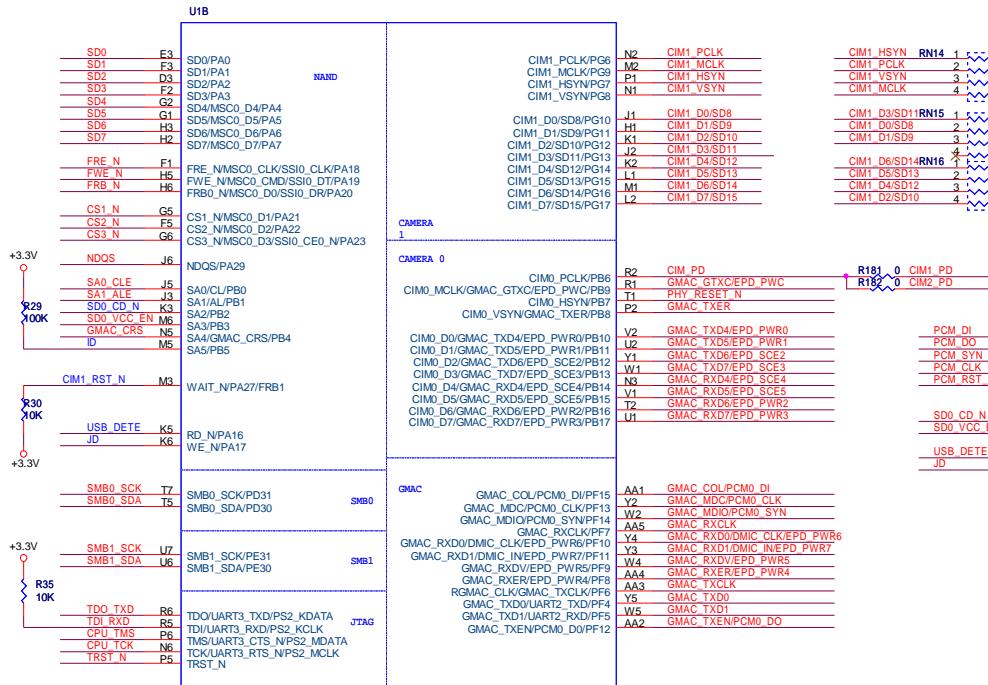 U1B
SD0 E3 SD0/PA0
SD1 F3 SD1/PA1
SD2 D3 SD2/PA2
SD3 F2 SD3/PA3
SD4 G2 SD4/MSC0_D4/PA4
SD5 G1 SD5/MSC0_D5/PA5
SD6 H3 SD6/MSC0_D6/PA6
SD7 H2 SD7/MSC0_D7/PA7
NAND
FRE_N F1 FRE_N/MSC0_CLK/SSI0_CLK/PA18
FWE_N H5 FWE_N/MSC0_CMD/SSI0_DT/PA19
FRB_N H6 FRB0_N/MSC0_D0/SSI0_DR/PA20
CS1_N G5 CS1_N/MSC0_D1/PA21
CS2_N F5 CS2_N/MSC0_D2/PA22
CS3_N G6 CS3_N/MSC0_D3/SSI0_CE0_N/PA23
NDQS J6 NDQS/PA29
+3.3V
R29
100K
SA0_CLE J5 SA0/CL/PB0
SA1_ALE J3 SA1/AL/PB1
SD0_CD_N K3 SA2/PB2
SD0_VCC_EN M6 SA3/PB3
GMAC_CRS N5 SA4/GMAC_CRS/PB4
ID M5 SA5/PB5
CIM1_RST_N M3 WAIT_N/PA27/FRB1
R30
10K
+3.3V
USB_DETE K5 RD_N/PA16
JD K6 WE_N/PA17
SMB0_SCK T7 SMB0_SCK/PD31
SMB0_SDA T5 SMB0_SDA/PD30
SMB0
SMB1_SCK U7 SMB1_SCK/PE31
SMB1_SDA U6 SMB1_SDA/PE30
SMB1
+3.3V
R35
10K
TDO_TXD R6 TDO/UART3_TXD/PS2_KDATA
TDI_RXD R5 TDI/UART3_RXD/PS2_KCLK
CPU_TMS P6 TMS/UART3_CTS_N/PS2_MDATA
CPU_TCK N6 TCK/UART3_RTS_N/PS2_MCLK
TRST_N P5 TRST_N
JTAG
CIM1_PCLK/PG6 N2 CIM1_PCLK
CIM1_MCLK/PG9 M2 CIM1_MCLK
CIM1_HSYN/PG7 P1 CIM1_HSYN
CIM1_VSYN/PG8 N1 CIM1_VSYN
CIM1_D0/SD8/PG10 J1 CIM1_D0/SD8
CIM1_D1/SD9/PG11 H1 CIM1_D1/SD9
CIM1_D2/SD10/PG12 K1 CIM1_D2/SD10
CIM1_D3/SD11/PG13 J2 CIM1_D3/SD11
CIM1_D4/SD12/PG14 K2 CIM1_D4/SD12
CIM1_D5/SD13/PG15 L1 CIM1_D5/SD13
CIM1_D6/SD14/PG16 M1 CIM1_D6/SD14
CIM1_D7/SD15/PG17 L2 CIM1_D7/SD15
CAMERA
1
CAMERA 0
CIM0_PCLK/PB6 R2 CIM_PD
CIM0_MCLK/GMAC_GTXC/EPD_PWC/PB9 R1 GMAC_GTXC/EPD_PWC
CIM0_HSYN/PB7 T1 PHY_RESET_N
CIM0_VSYN/GMAC_TXER/PB8 P2 GMAC_TXER
CIM0_D0/GMAC_TXD4/EPD_PWR0/PB10 V2 GMAC_TXD4/EPD_PWR0
CIM0_D1/GMAC_TXD5/EPD_PWR1/PB11 U2 GMAC_TXD5/EPD_PWR1
CIM0_D2/GMAC_TXD6/EPD_SCE2/PB12 Y1 GMAC_TXD6/EPD_SCE2
CIM0_D3/GMAC_TXD7/EPD_SCE3/PB13 W1 GMAC_TXD7/EPD_SCE3
CIM0_D4/GMAC_RXD4/EPD_SCE4/PB14 N3 GMAC_RXD4/EPD_SCE4
CIM0_D5/GMAC_RXD5/EPD_SCE5/PB15 V1 GMAC_RXD5/EPD_SCE5
CIM0_D6/GMAC_RXD6/EPD_PWR2/PB16 T2 GMAC_RXD6/EPD_PWR2
CIM0_D7/GMAC_RXD7/EPD_PWR3/PB17 U1 GMAC_RXD7/EPD_PWR3
GMAC
GMAC_COL/PCM0_DI/PF15 AA1 GMAC_COL/PCM0_DI
GMAC_MDC/PCM0_CLK/PF13 Y2 GMAC_MDC/PCM0_CLK
GMAC_MDIO/PCM0_SYN/PF14 W2 GMAC_MDIO/PCM0_SYN
GMAC_RXCLK/PF7 AA5 GMAC_RXCLK
GMAC_RXD0/DMIC_CLK/EPD_PWR6/PF10 Y4 GMAC_RXD0/DMIC_CLK/EPD_PWR6
GMAC_RXD1/DMIC_IN/EPD_PWR7/PF11 Y3 GMAC_RXD1/DMIC_IN/EPD_PWR7
GMAC_RXDV/EPD_PWR5/PF9 W4 GMAC_RXDV/EPD_PWR5
GMAC_RXER/EPD_PWR4/PF8 AA4 GMAC_RXER/EPD_PWR4
RGMAC_CLK/GMAC_TXCLK/PF6 AA3 GMAC_TXCLK
GMAC_TXD0/UART2_TXD/PF4 Y5 GMAC_TXD0
GMAC_TXD1/UART2_RXD/PF5 W5 GMAC_TXD1
GMAC_TXEN/PCM0_D0/PF12 AA2 GMAC_TXEN/PCM0_DO
CIM1_HSYN RN14 1
CIM1_PCLK 2
CIM1_VSYN 3
CIM1_MCLK 4
CIM1_D3/SD11 RN15 1
CIM1_D0/SD8 2
CIM1_D1/SD9 3
4
CIM1_D6/SD14 RN16 1
CIM1_D5/SD13 2
CIM1_D4/SD12 3
CIM1_D2/SD10 4
R181 0 CIM1_PD
R182 0 CIM2_PD
PCM_DI
PCM_DO
PCM_SYN
PCM_CLK
PCM_RST_
SD0_CD_N
SD0_VCC_E
USB_DETE
JD